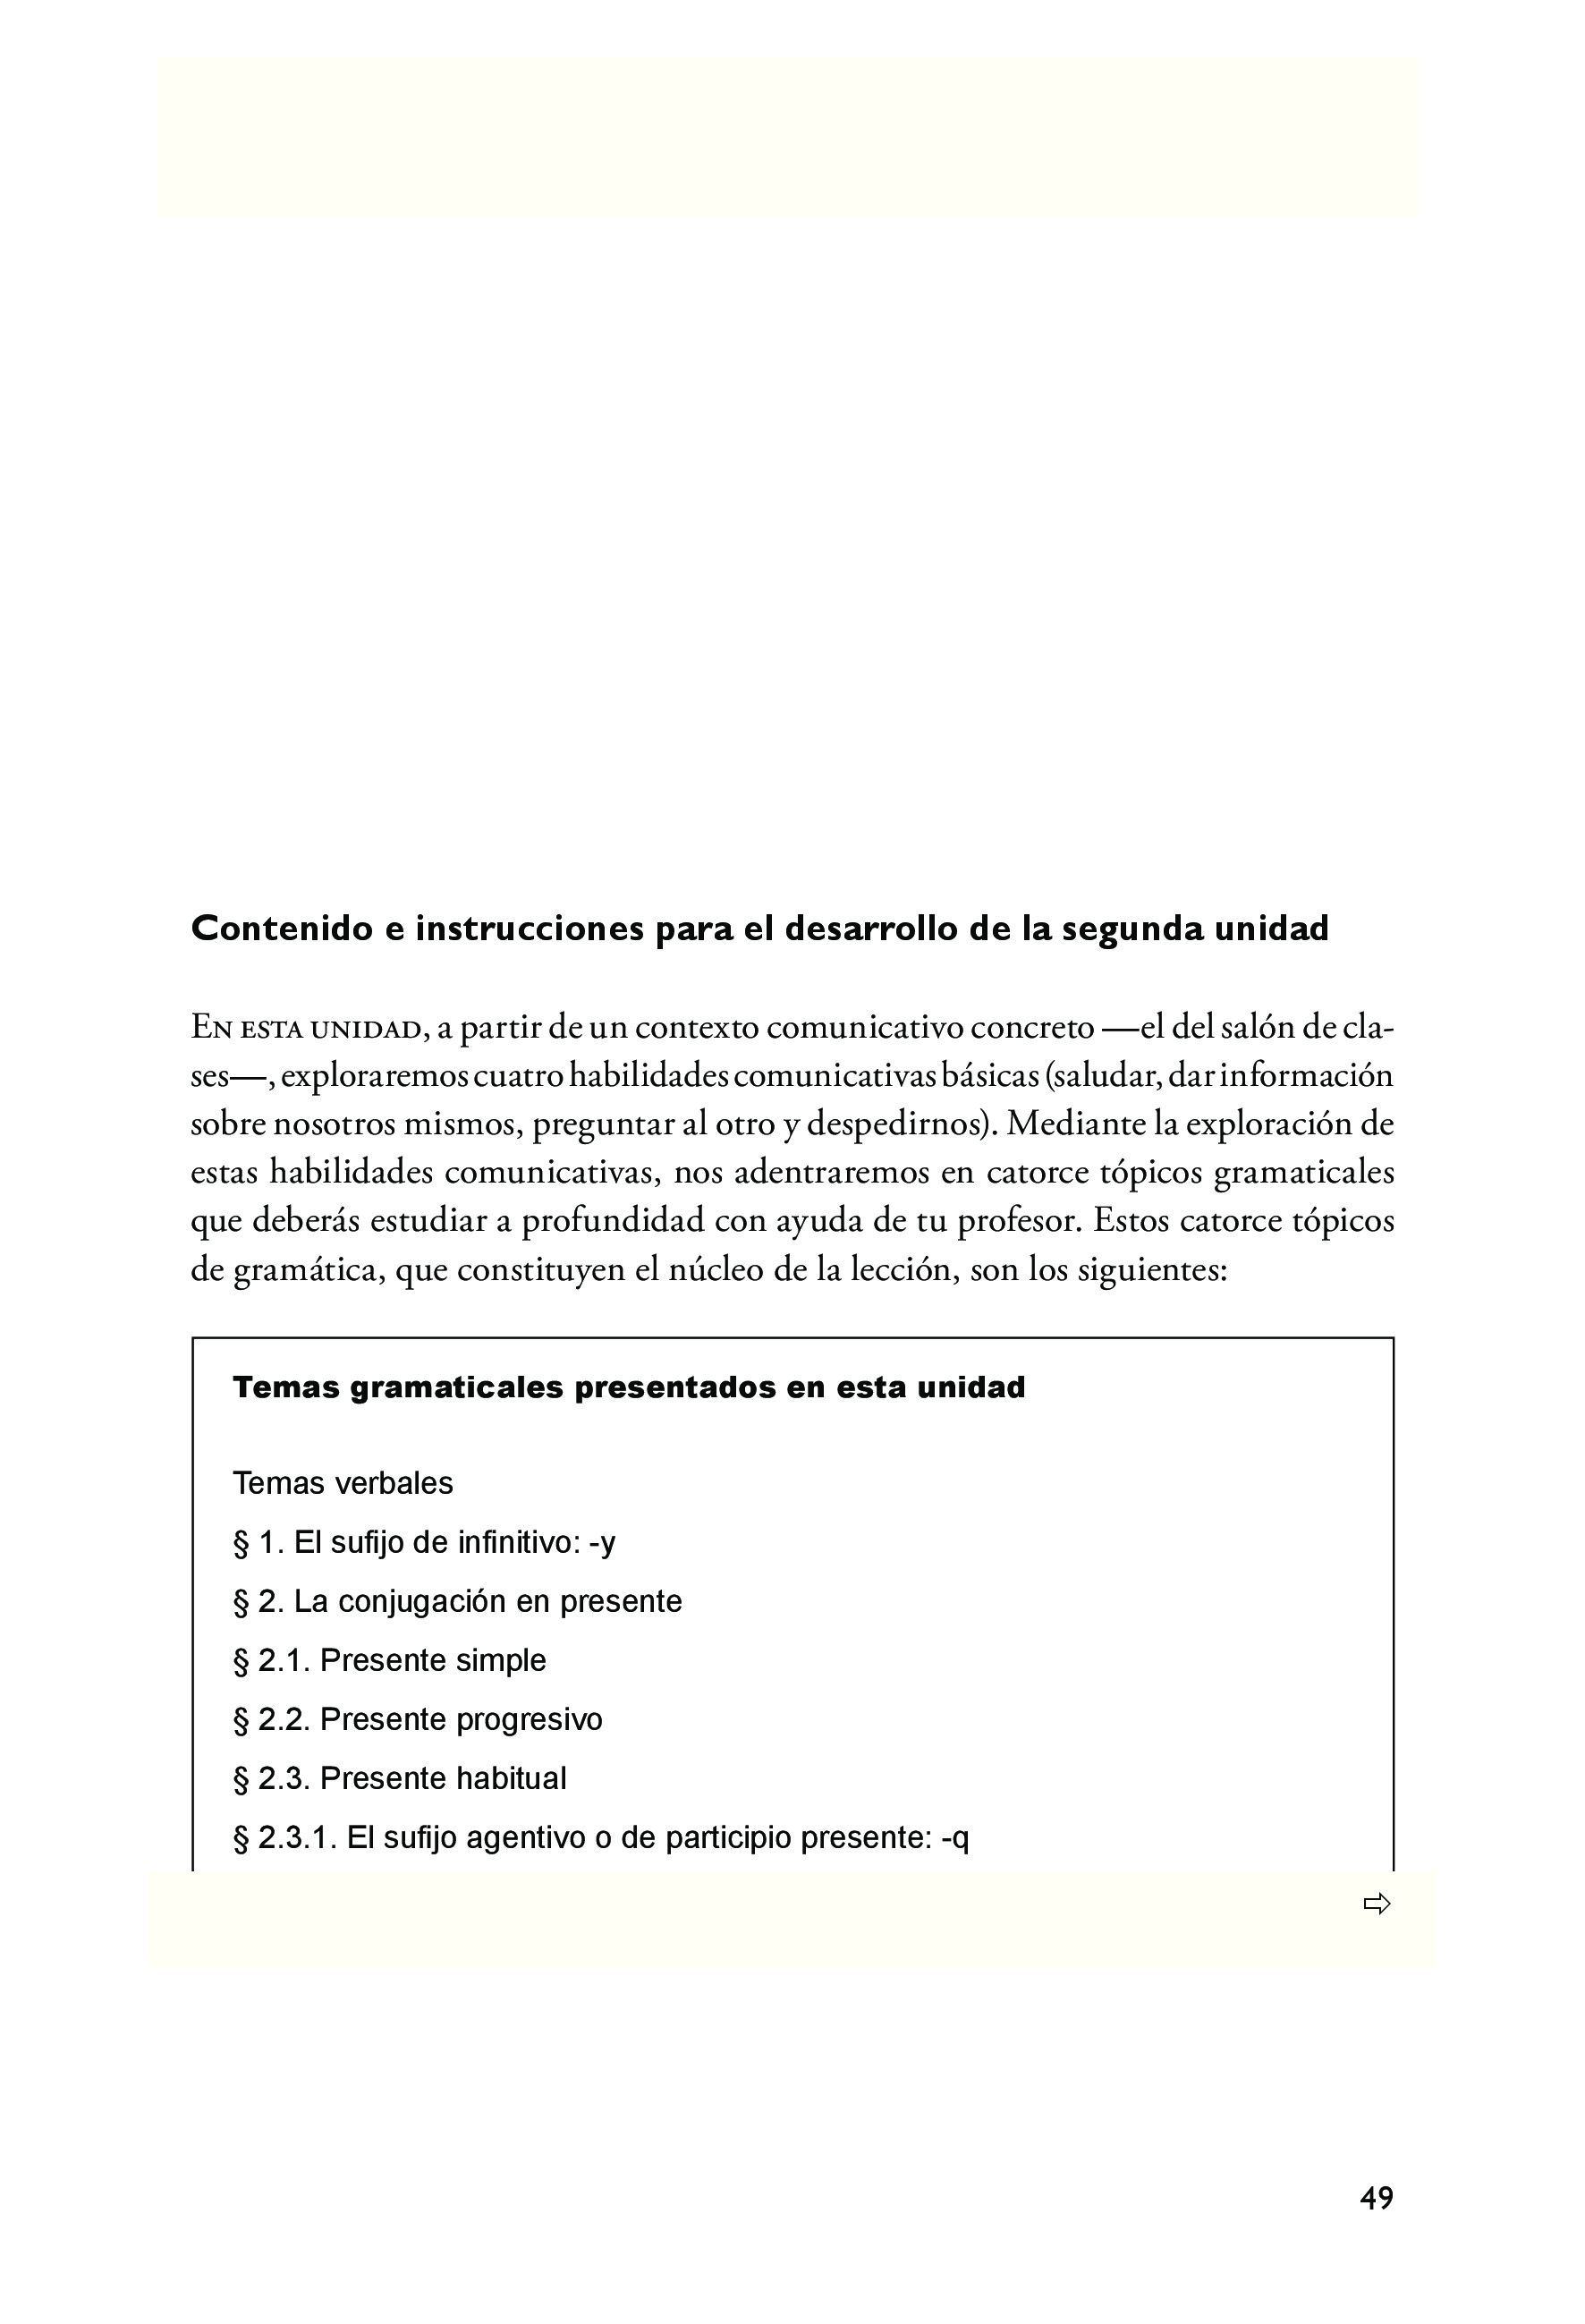 Contenido e instrucciones para el desarrollo de la segunda unidad
En esta unidad, a partir de un contexto comunicativo concreto —el del salón de cla-
ses—, exploraremos cuatro habilidades comunicativas básicas (saludar, dar información
sobre nosotros mismos, preguntar al otro y despedirnos). Mediante la exploración de
estas habilidades comunicativas, nos adentraremos en catorce tópicos gramaticales
que deberás estudiar a profundidad con ayuda de tu profesor. Estos catorce tópicos
de gramática, que constituyen el núcleo de la lección, son los siguientes:
Temas gramaticales presentados en esta unidad
Temas verbales
§ 1. El sufijo de infinitivo: -y
§ 2. La conjugación en presente
§ 2.1. Presente simple
§ 2.2. Presente progresivo
§ 2.3. Presente habitual
§ 2.3.1. El sufijo agentivo o de participio presente: -q
⇨
49